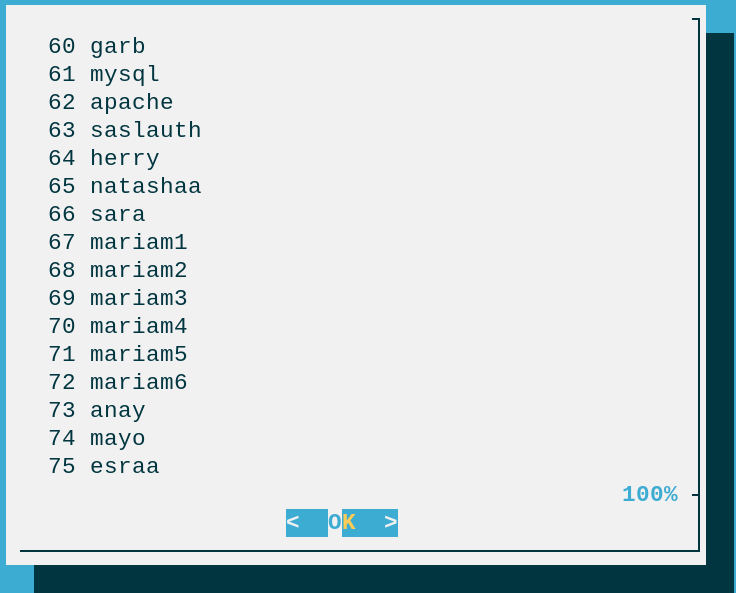 60 garb
61 mysql
62 apache
63 saslauth
64 herry
65 natashaa
66 sara
67 mariam1
68 mariam2
69 mariam3
70 mariam4
71 mariam5
72 mariam6
73 anay
74 mayo
75 esraa
100%
< OK >